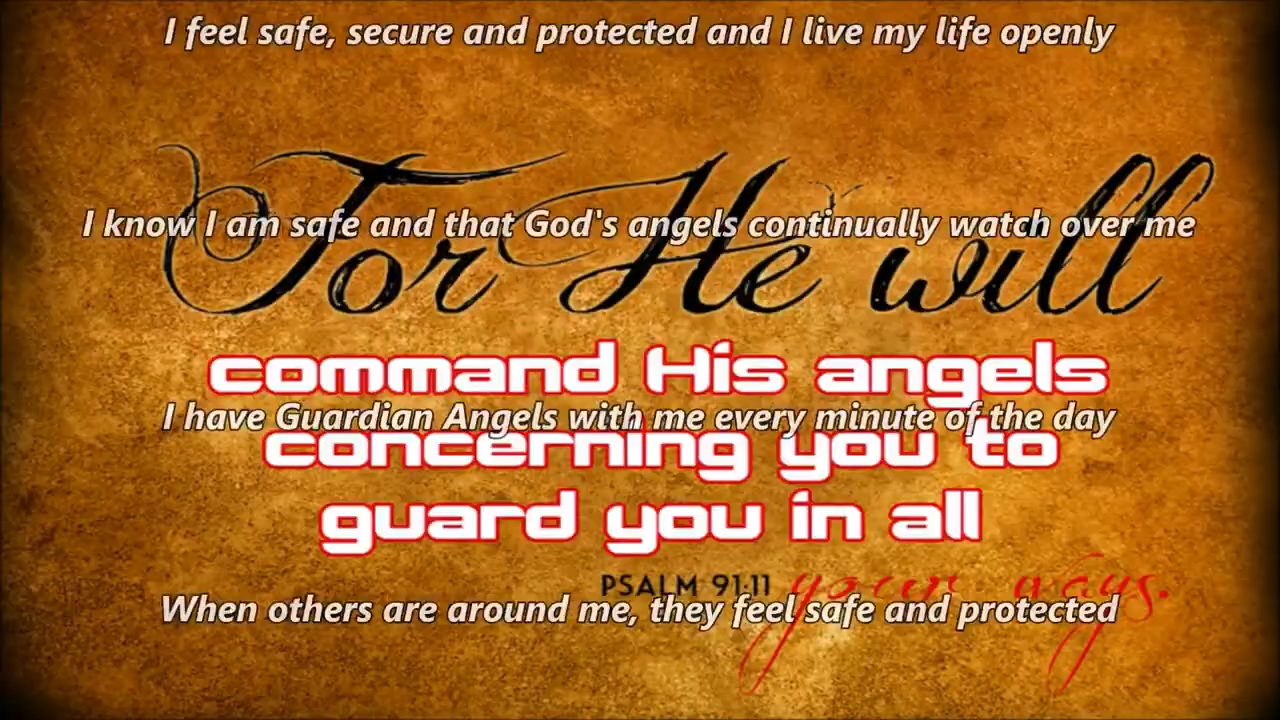 I feel safe, secure and protected and I live my life openly
For He will
I know I am safe and that God's angels continually watch over me
command His angels
I have Guardian Angels with me every minute of the day
concerning you to
guard you in all
PSALM 91:11 your ways.
When others are around me, they feel safe and protected